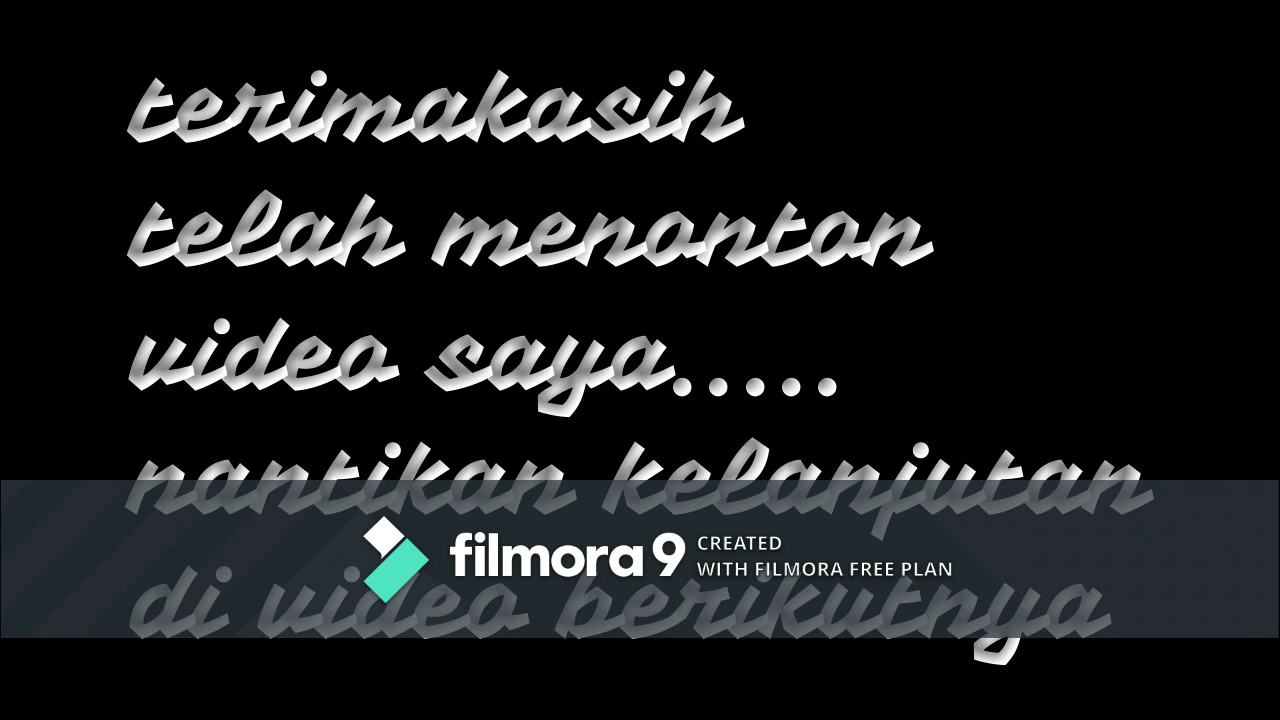 terimakasih
telah menonton
video saya.....
nantikan kelanjutan
filmora 9 CREATED
WITH FILMORA FREE PLAN
di video berikutnya